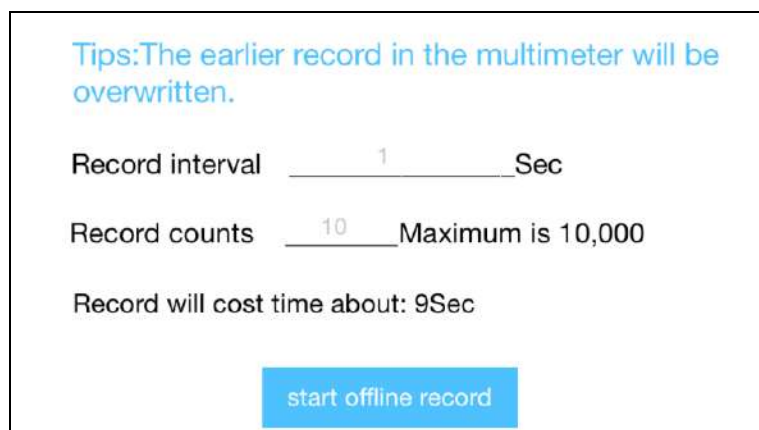 Tips:The earlier record in the multimeter will be
overwritten.
Record interval 1 Sec
Record counts 10 Maximum is 10,000
Record will cost time about: 9Sec
start offline record